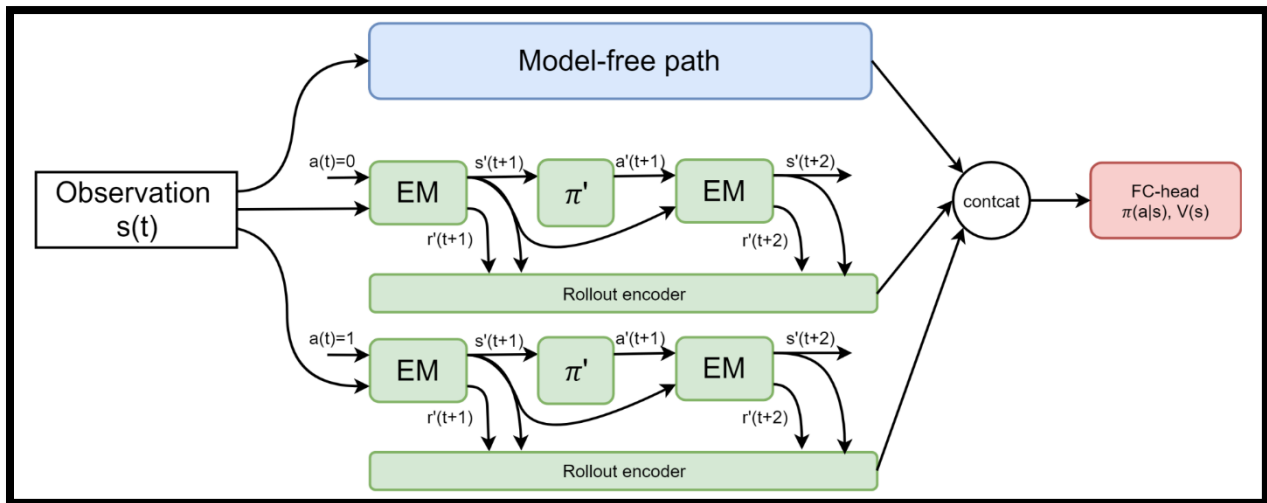 Model-free path
Observation
s(t)
a(t)=0
EM
s'(t+1)
π'
a'(t+1)
EM
s'(t+2)
r'(t+1)
r'(t+2)
Rollout encoder
a(t)=1
EM
s'(t+1)
π'
a'(t+1)
EM
s'(t+2)
r'(t+1)
r'(t+2)
Rollout encoder
contcat
FC-head
π(a|s), V(s)